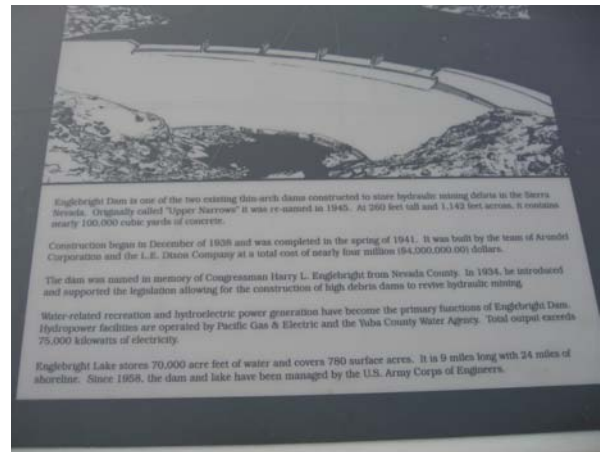 Englebright Dam is one of the two existing thin-arch dams constructed to store hydraulic mining debris in the Sierra
Nevada. Originally called "Upper Narrows" it was re-named in 1945. At 260 feet tall and 1,142 feet across, it contains
nearly 100,000 cubic yards of concrete.
Construction began in December of 1938 and was completed in the spring of 1941. It was built by the team of Arundel
Corporation and the L.E. Dixon Company at a total cost of nearly four million ($4,000,000.00) dollars.
The dam was named in memory of Congressman Harry L. Englebright from Nevada County. In 1934, he introduced
and supported the legislation allowing for the construction of high debris dams to revive hydraulic mining.
Water-related recreation and hydroelectric power generation have become the primary functions of Englebright Dam.
Hydropower facilities are operated by Pacific Gas & Electric and the Yuba County Water Agency. Total output exceeds
75,000 kilowatts of electricity.
Englebright Lake stores 70,000 acre feet of water and covers 780 surface acres. It is 9 miles long with 24 miles of
shoreline. Since 1958, the dam and lake have been managed by the U.S. Army Corps of Engineers.